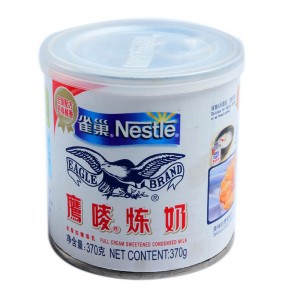 雀巢 Nestlé
EAGLE BRAND
鹰唛® 炼奶
FULL CREAM SWEETENED CONDENSED MILK
净含量:370克 NET CONTENT:370g